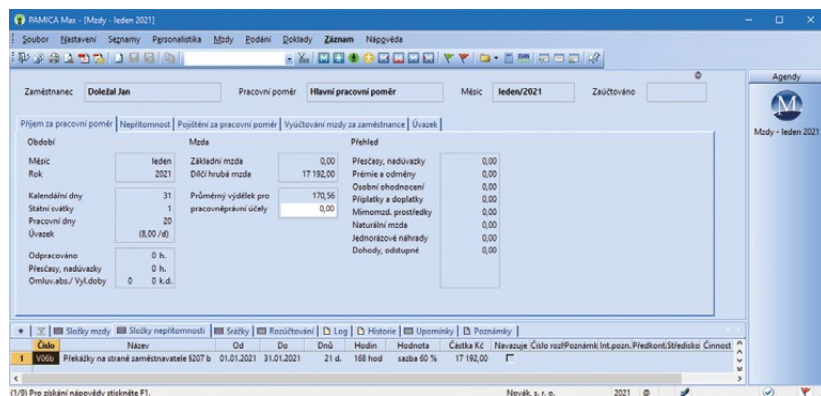 PAMICA Max - [Mzdy - leden 2021]
Soubor Nastavení Seznamy Personalistika Mzdy Podání Doklady Záznam Nápověda
Zaměstnanec Doležal Jan Pracovní poměr Hlavní pracovní poměr Měsíc leden/2021 Zaúčtováno
Agendy
Mzdy - leden 2021
Příjem za pracovní poměr Nepřítomnost Pojištění za pracovní poměr Vyúčtování mzdy za zaměstnance Úvazek
Období Mzda Přehled
Měsíc leden Základní mzda 0,00 Přesčasy, nadúvazky 0,00
Rok 2021 Dílčí hrubá mzda 17 192,00 Prémie a odměny 0,00
Osobní ohodnocení 0,00
Kalendářní dny 31 Průměrný výdělek pro 170,56 Příplatky a doplatky 0,00
Státní svátky 1 pracovněprávní účely 0,00 Mimomzd. prostředky 0,00
Pracovní dny 20 Naturální mzda 0,00
Úvazek (8,00 /d) Jednorázové náhrady 0,00
Dohody, odstupné 0,00
Odpracováno 0 h.
Přesčasy, nadúvazky 0 h.
Omluv.abs./ Vyl.doby 0 0 k.d.
Složky mzdy Složky nepřítomnosti Srážky Rozúčtování Log Historie Upomínky Poznámky
Číslo Název Od Do Dnů Hodin Hodnota Částka Kč Navazuje Číslo rozh Poznámk Int.pozn. Předkont Středisko Činnost
1 V06b Překážky na straně zaměstnavatele §207 b 01.01.2021 31.01.2021 21 d. 168 hod sazba 60 % 17 192,00
(1/9) Pro získání nápovědy stiskněte F1. Novák, s. r. o. 2021 @